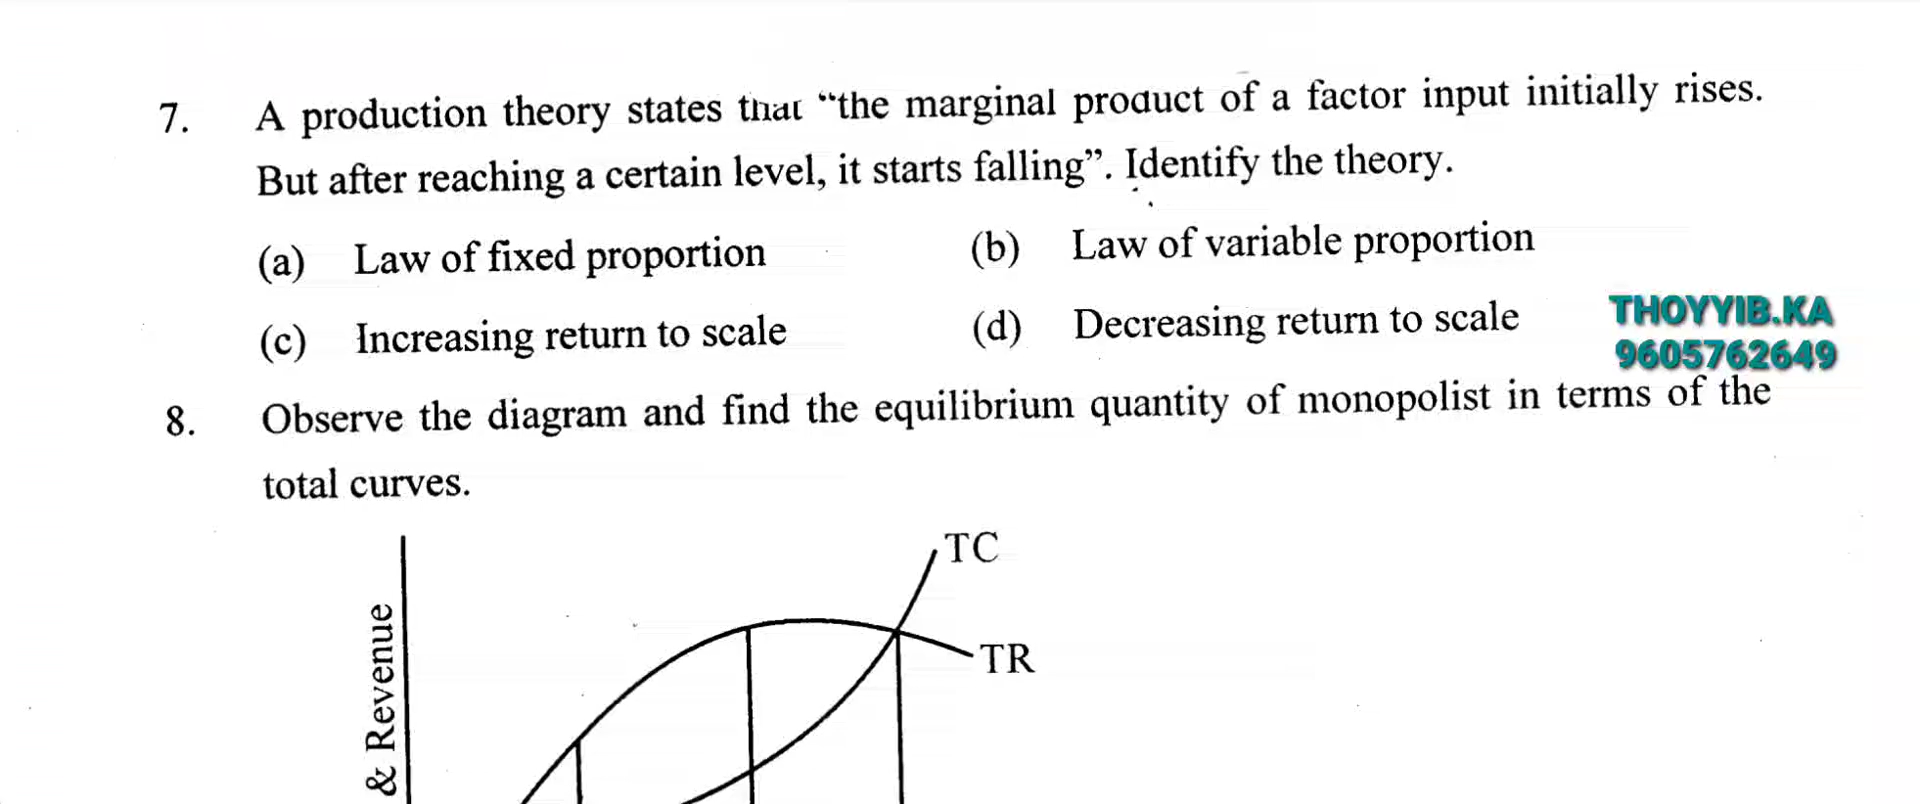 7. A production theory states that “the marginal product of a factor input initially rises.
But after reaching a certain level, it starts falling”. Identify the theory.
(a) Law of fixed proportion (b) Law of variable proportion
(c) Increasing return to scale (d) Decreasing return to scale
THOYYIB.KA
9605762649
8. Observe the diagram and find the equilibrium quantity of monopolist in terms of the
total curves.
TC
TR
& Revenue